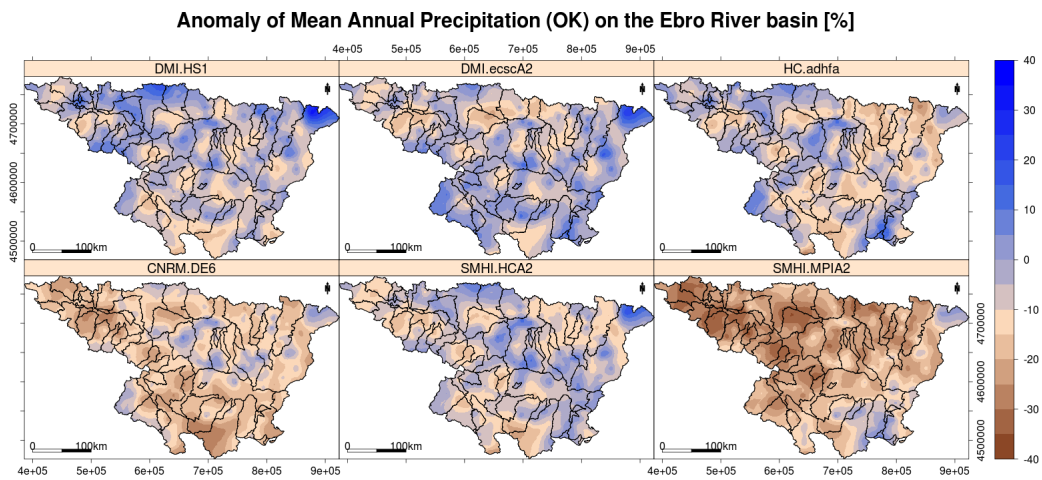 Anomaly of Mean Annual Precipitation (OK) on the Ebro River basin [%]
4e+05 5e+05 6e+05 7e+05 8e+05 9e+05
DMI.HS1 DMI.ecscA2 HC.adhfa
4500000 4600000 4700000
0 100km 0 100km 0 100km
CNRM.DE6 SMHI.HCA2 SMHI.MPIA2
N N N
N N N
0 100km 0 100km 0 100km
4500000 4600000 4700000
4e+05 5e+05 6e+05 7e+05 8e+05 9e+05 4e+05 5e+05 6e+05 7e+05 8e+05 9e+05
40
30
20
10
0
-10
-20
-30
-40